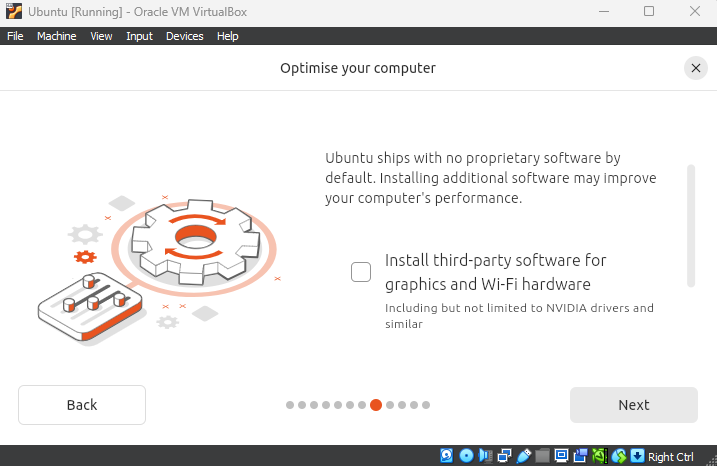 Ubuntu [Running] - Oracle VM VirtualBox
File Machine View Input Devices Help
Optimise your computer
Ubuntu ships with no proprietary software by
default. Installing additional software may improve
your computer's performance.
Install third-party software for
graphics and Wi-Fi hardware
Including but not limited to NVIDIA drivers and
similar
Back
Next
Right Ctrl